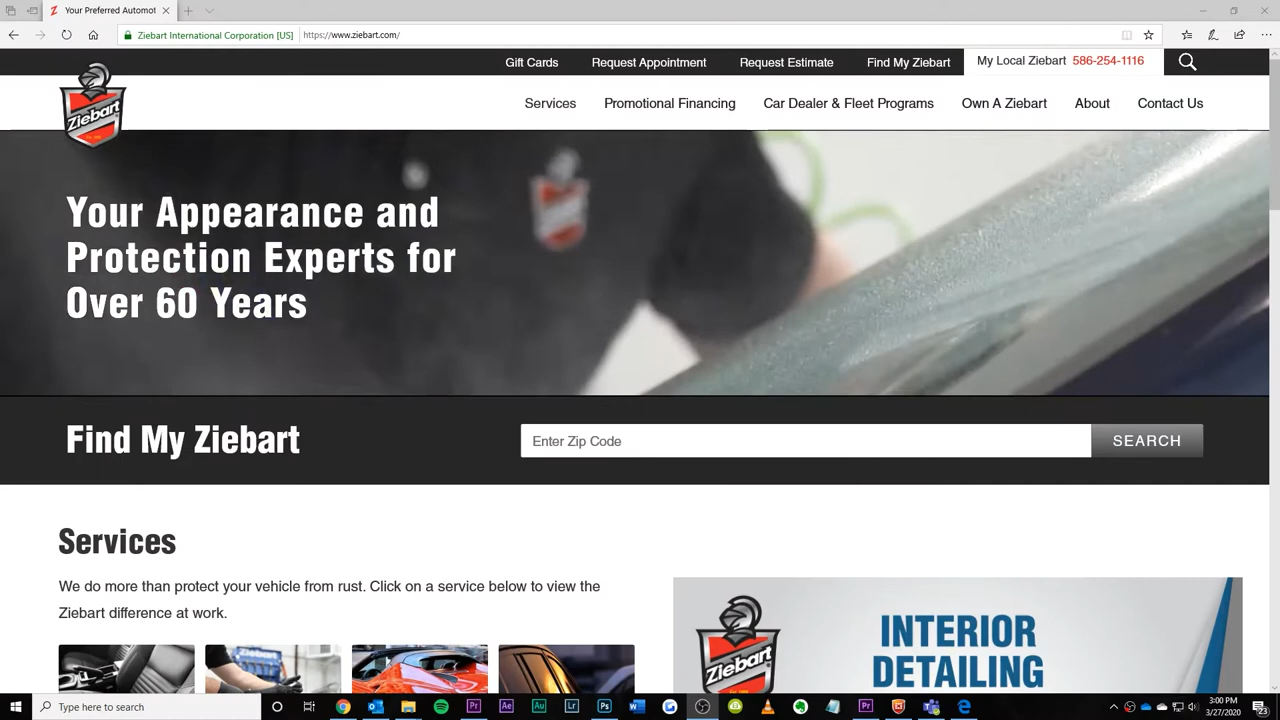 Your Preferred Automot
Ziebart International Corporation [US]
https://www.ziebart.com/
Gift Cards
Request Appointment
Request Estimate
Find My Ziebart
My Local Ziebart 586-254-1116
Ziebart
Services
Promotional Financing
Car Dealer & Fleet Programs
Own A Ziebart
About
Contact Us
Your Appearance and
Protection Experts for
Over 60 Years
Find My Ziebart
Enter Zip Code
SEARCH
Services
We do more than protect your vehicle from rust. Click on a service below to view the
Ziebart difference at work.
Ziebart
INTERIOR
DETAILING
Ziebart
Type here to search
3:00 PM
3/27/2020
23